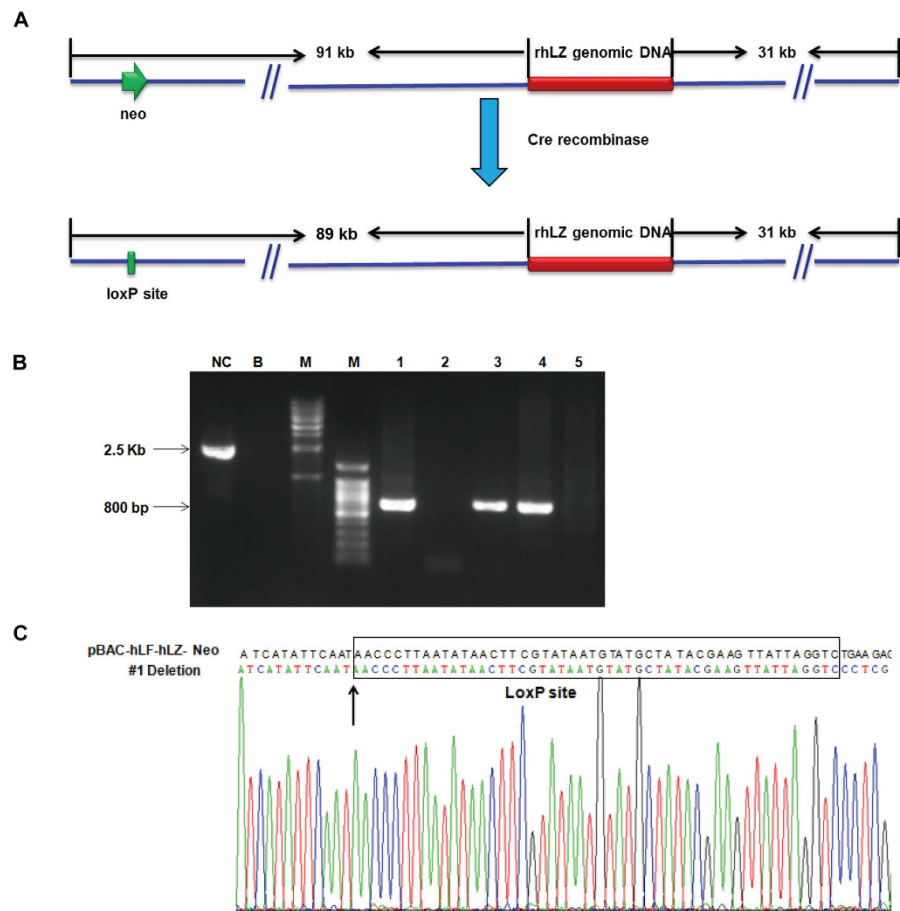 A
91 kb
rhLZ genomic DNA
31 kb
neo
Cre recombinase
89 kb
rhLZ genomic DNA
31 kb
loxP site
B
NC B M M 1 2 3 4 5
2.5 Kb
800 bp
C
pBAC-hLF-hLZ- Neo
A TCATATTCAATAACCCTTAATATAACTTCGTATAATGTATGCTATACGAAGTTATTAGGTCTGAAGAG
#1 Deletion
ATCATATTCAATAACCCTTAATATAACTTCGTATAATGTATGCTATACGAAGTTATTAGGTCCCTCG
LoxP site